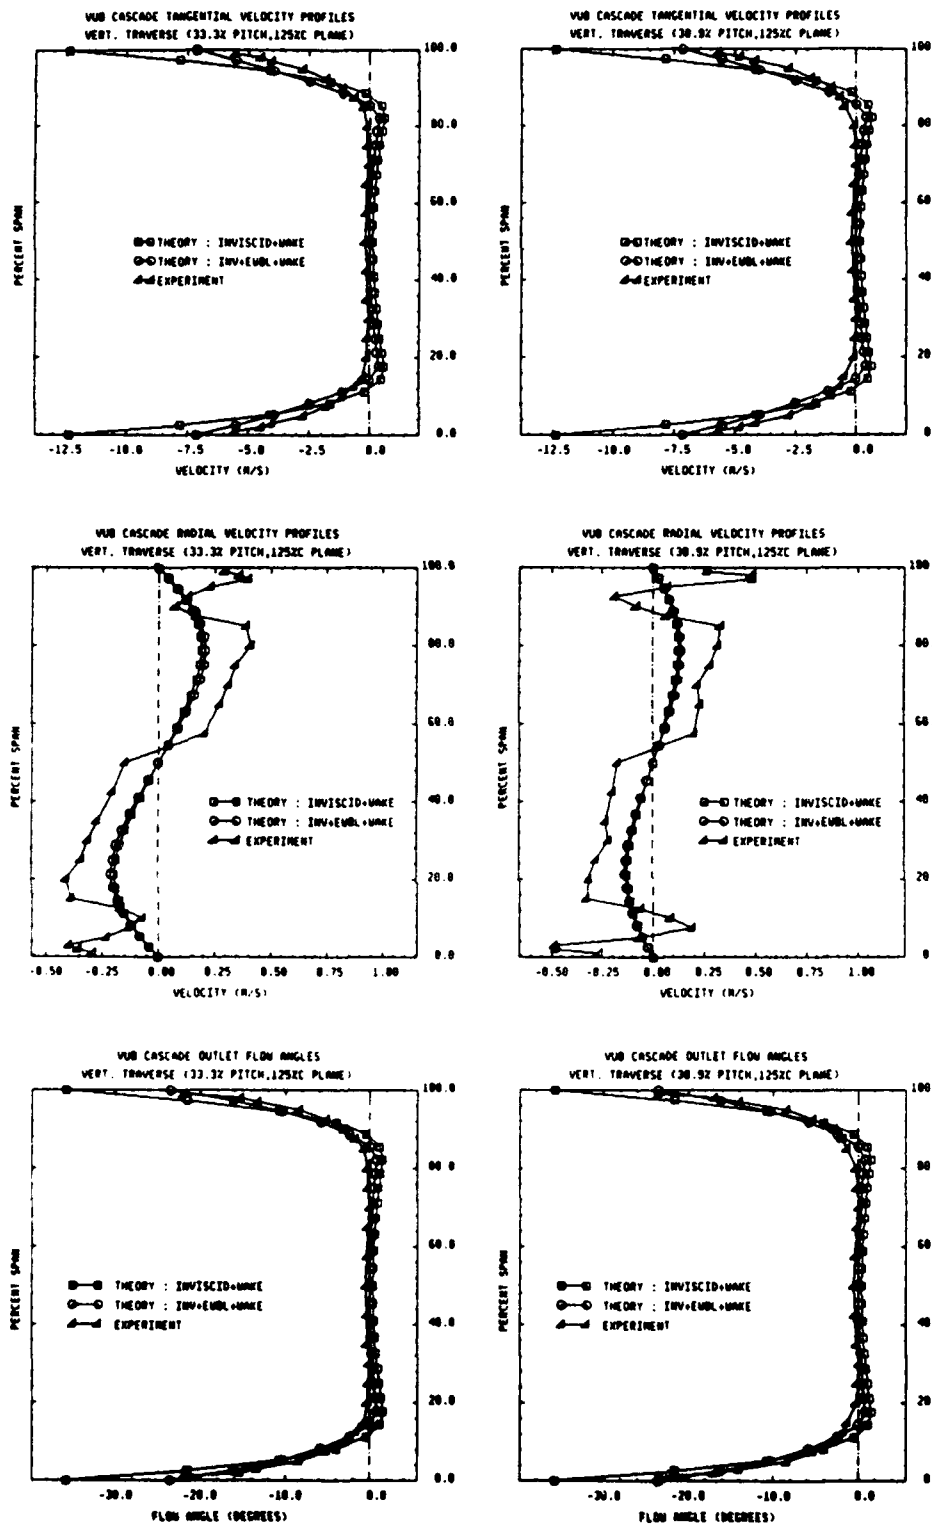 VUB CASCADE TANGENTIAL VELOCITY PROFILES
VERT. TRAVERSE (33.3% PITCH,125%C PLANE)
100.0
80.0
60.0
40.0
20.0
0.0
PERCENT SPAN
THEORY : INVISCID+WAKE
THEORY : INV+EWBL+WAKE
EXPERIMENT
-12.5 -10.0 -7.5 -5.0 -2.5 0.0
VELOCITY (M/S)
VUB CASCADE TANGENTIAL VELOCITY PROFILES
VERT. TRAVERSE (38.9% PITCH,125%C PLANE)
100
80
60
40
20
0
PERCENT SPAN
THEORY : INVISCID+WAKE
THEORY : INV+EWBL+WAKE
EXPERIMENT
-12.5 -10.0 -7.5 -5.0 -2.5 0.0
VELOCITY (M/S)
VUB CASCADE RADIAL VELOCITY PROFILES
VERT. TRAVERSE (33.3% PITCH,125%C PLANE)
100.0
80.0
60.0
40.0
20.0
0.0
PERCENT SPAN
THEORY : INVISCID+WAKE
THEORY : INV+EWBL+WAKE
EXPERIMENT
-0.50 -0.25 0.00 0.25 0.50 0.75 1.00
VELOCITY (M/S)
VUB CASCADE RADIAL VELOCITY PROFILES
VERT. TRAVERSE (38.9% PITCH,125%C PLANE)
100
80
60
40
20
0
PERCENT SPAN
THEORY : INVISCID+WAKE
THEORY : INV+EWBL+WAKE
EXPERIMENT
-0.50 -0.25 0.00 0.25 0.50 0.75 1.00
VELOCITY (M/S)
VUB CASCADE OUTLET FLOW ANGLES
VERT. TRAVERSE (33.3% PITCH,125%C PLANE)
100.0
80.0
60.0
40.0
20.0
0.0
PERCENT SPAN
THEORY : INVISCID+WAKE
THEORY : INV+EWBL+WAKE
EXPERIMENT
-30.0 -20.0 -10.0 0.0
FLOW ANGLE (DEGREES)
VUB CASCADE OUTLET FLOW ANGLES
VERT. TRAVERSE (38.9% PITCH,125%C PLANE)
100
80
60
40
20
0
PERCENT SPAN
THEORY : INVISCID+WAKE
THEORY : INV+EWBL+WAKE
EXPERIMENT
-30.0 -20.0 -10.0 0.0
FLOW ANGLE (DEGREES)